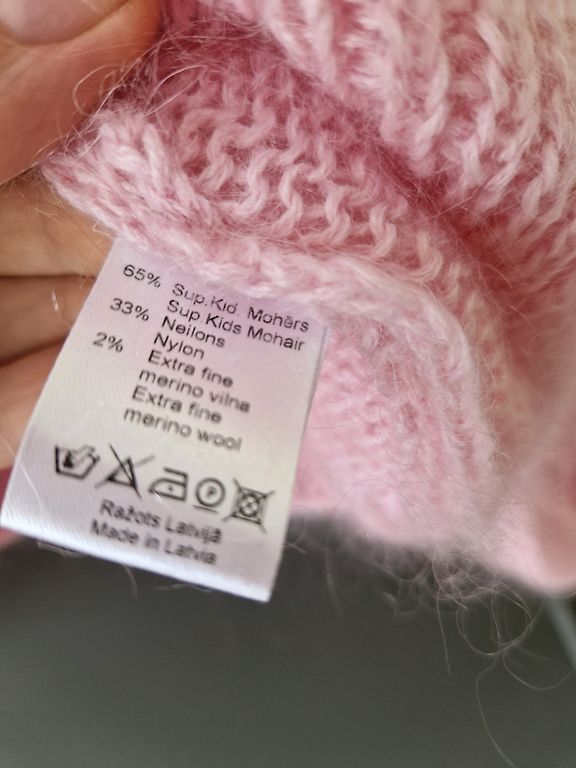 65% Sup.Kid. Mohērs
Sup.Kids Mohair
33% Neilons
Nylon
2% Extra fine
merino vilna
Extra fine
merino wool
Ražots Latvijā
Made in Latvia